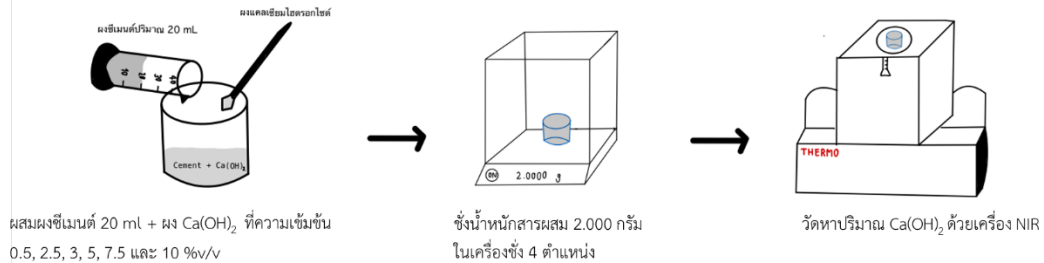 ผงแคลเซียมไฮดรอกไซด์
ผงซีเมนต์ปริมาณ 20 mL
10
20
30
40
Cement + Ca(OH)₂
ON
2.0000 g
THERMO
ผสมผงซีเมนต์ 20 ml + ผง Ca(OH)₂ ที่ความเข้มข้น
0.5, 2.5, 3, 5, 7.5 และ 10 %v/v
ชั่งน้ำหนักสารผสม 2.000 กรัม
ในเครื่องชั่ง 4 ตำแหน่ง
วัดหาปริมาณ Ca(OH)₂ ด้วยเครื่อง NIR